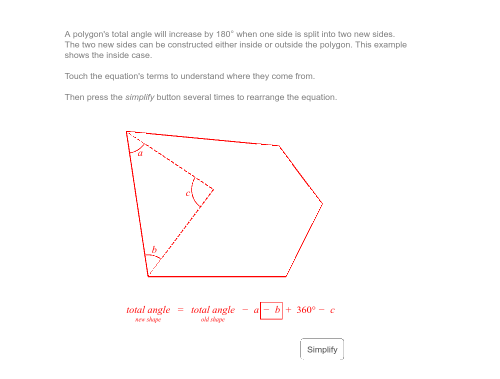 A polygon's total angle will increase by 180° when one side is split into two new sides.
The two new sides can be constructed either inside or outside the polygon. This example
shows the inside case.
Touch the equation's terms to understand where they come from.
Then press the simplify button several times to rearrange the equation.
a
c
b
total angle = total angle − a − b + 360° − c
new shape old shape
Simplify